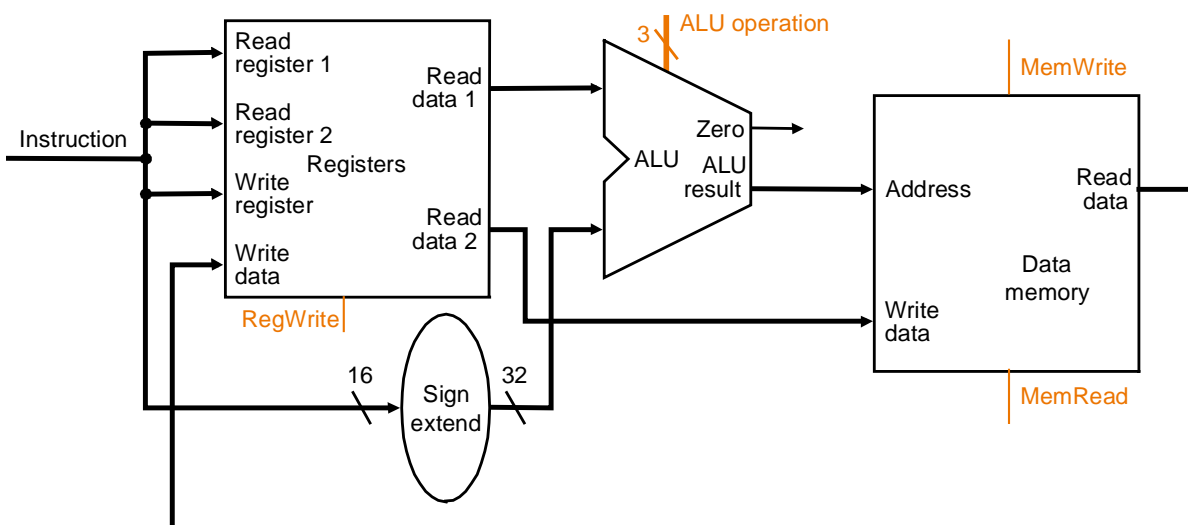 Instruction
Read
register 1
Read
register 2
Registers
Write
register
Write
data
Read
data 1
Read
data 2
RegWrite
16
Sign
extend
32
3
ALU operation
Zero
ALU
ALU
result
MemWrite
Address
Read
data
Data
memory
Write
data
MemRead